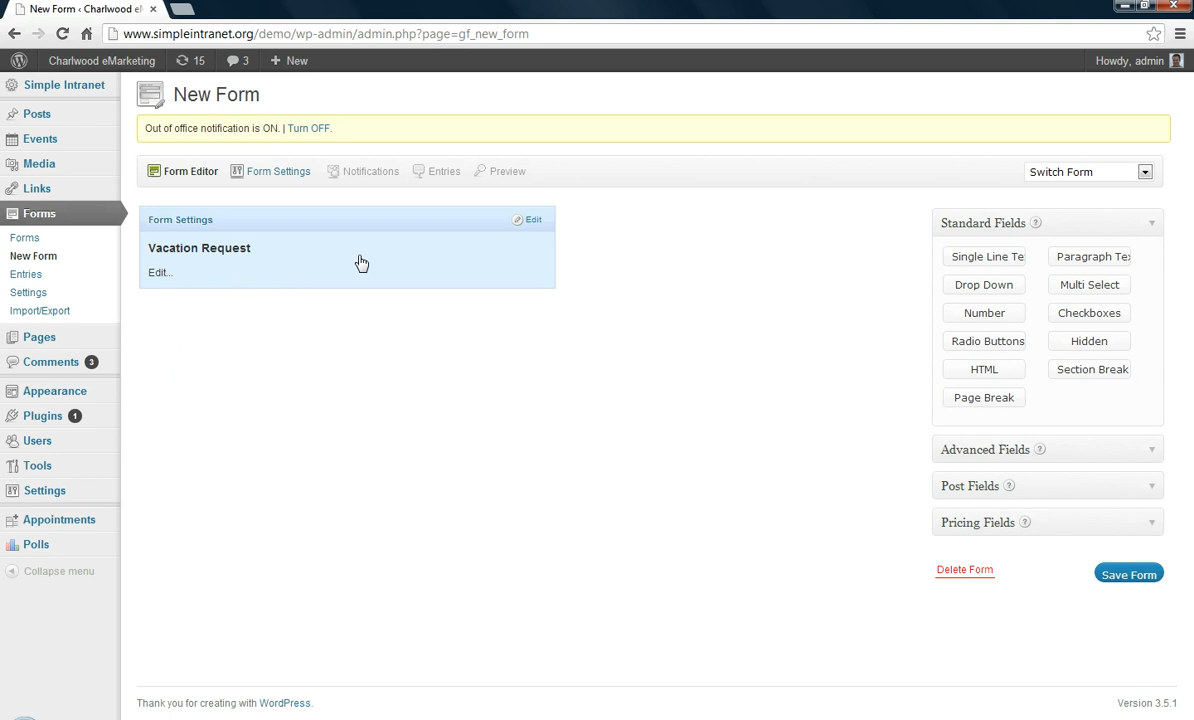 New Form ‹ Charlwood eM
www.simpleintranet.org/demo/wp-admin/admin.php?page=gf_new_form
Charlwood eMarketing 15 3 + New Howdy, admin
Simple Intranet
Posts
Events
Media
Links
Forms
Forms
New Form
Entries
Settings
Import/Export
Pages
Comments 3
Appearance
Plugins 1
Users
Tools
Settings
Appointments
Polls
Collapse menu
New Form
Out of office notification is ON. | Turn OFF.
Form Editor Form Settings Notifications Entries Preview Switch Form
Form Settings Edit
Vacation Request
Edit...
Standard Fields ?
Single Line Te Paragraph Tex
Drop Down Multi Select
Number Checkboxes
Radio Buttons Hidden
HTML Section Break
Page Break
Advanced Fields ?
Post Fields ?
Pricing Fields ?
Delete Form Save Form
Thank you for creating with WordPress. Version 3.5.1